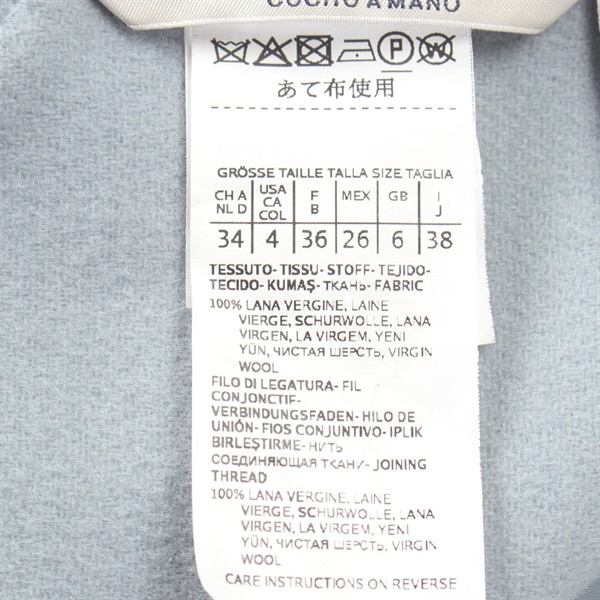 CUCITO A MANO
P W
あて布使用
GRÖSSE TAILLE TALLA SIZE TAGLIA
CH A NL D USA CA COL F B MEX GB I J
34 4 36 26 6 38
TESSUTO- TISSU- STOFF- TEJIDO-
TECIDO- KUMAŞ- ТКАНЬ- FABRIC
100% LANA VERGINE, LAINE
VIERGE, SCHURWOLLE, LANA
VIRGEN, LA VIRGEM, YENI
YÜN, ЧИСТАЯ ШЕРСТЬ, VIRGIN
WOOL
FILO DI LEGATURA- FIL
CONJONCTIF-
VERBINDUNGSFADEN- HILO DE
UNIÓN- FIOS CONJUNTIVO- IPLIK
BIRLEŞTIRME- НИТЬ
СОЕДИНЯЮЩАЯ ТКАНИ- JOINING
THREAD
100% LANA VERGINE, LAINE
VIERGE, SCHURWOLLE, LANA
VIRGEN, LA VIRGEM, YENI
YÜN, ЧИСТАЯ ШЕРСТЬ, VIRGIN
WOOL
CARE INSTRUCTIONS ON REVERSE